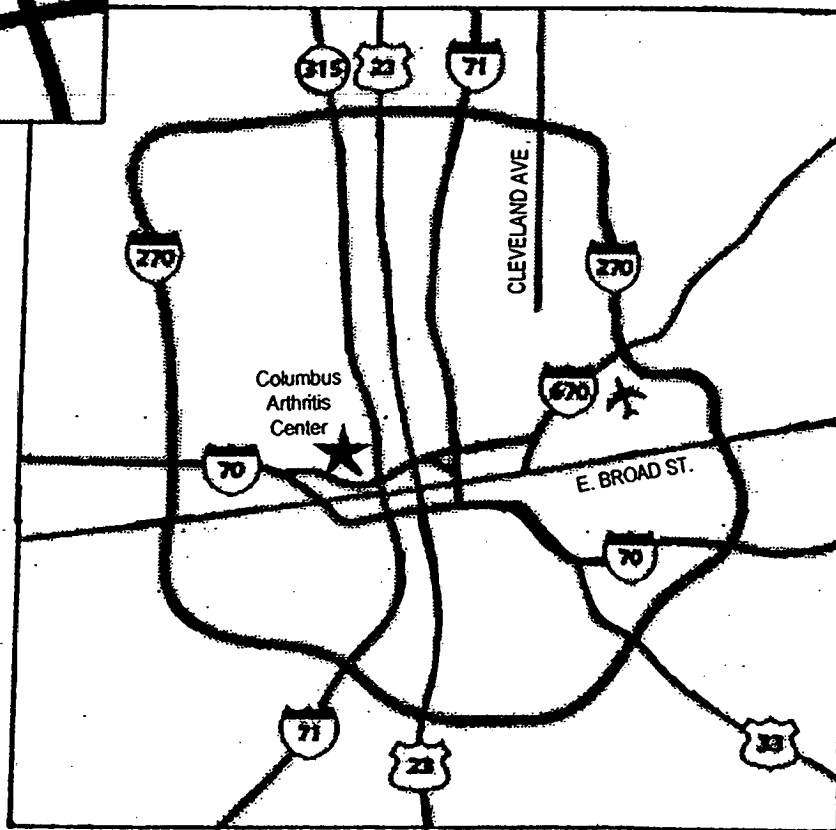 315
23
71
CLEVELAND AVE.
270
270
Columbus
Arthritis
Center
670
70
E. BROAD ST.
70
71
23
33